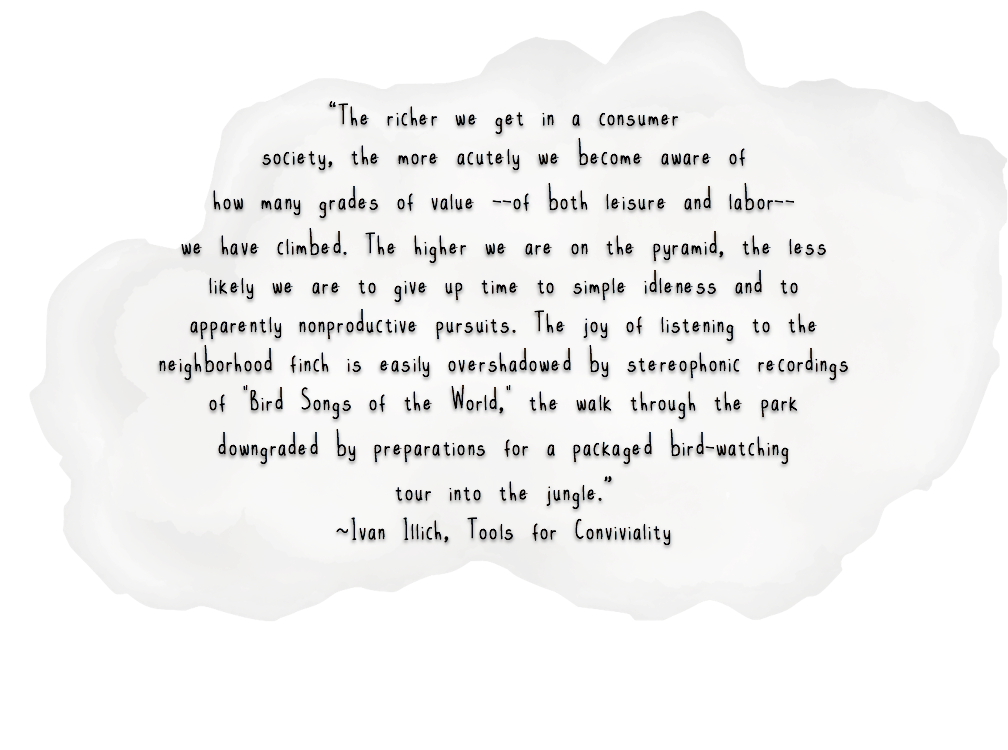 “The richer we get in a consumer
society, the more acutely we become aware of
how many grades of value --of both leisure and labor--
we have climbed. The higher we are on the pyramid, the less
likely we are to give up time to simple idleness and to
apparently nonproductive pursuits. The joy of listening to the
neighborhood finch is easily overshadowed by stereophonic recordings
of "Bird Songs of the World," the walk through the park
downgraded by preparations for a packaged bird-watching
tour into the jungle.”
~Ivan Illich, Tools for Conviviality